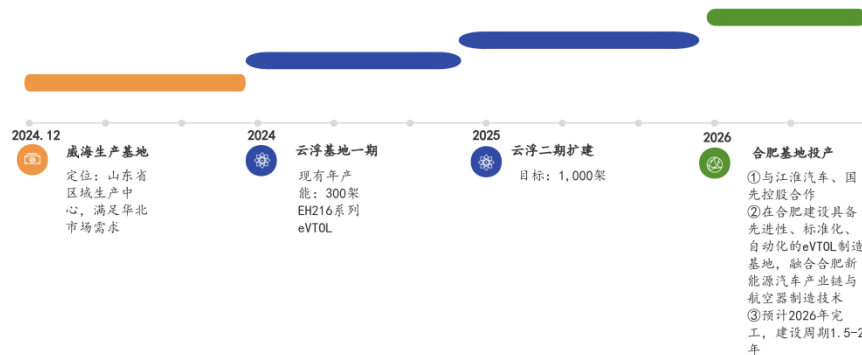 2024.12
威海生产基地
定位：山东省
区域生产中
心，满足华北
市场需求
2024
云浮基地一期
现有年产
能：300架
EH216系列
eVTOL
2025
云浮二期扩建
目标：1,000架
2026
合肥基地投产
①与江淮汽车、国
先控股合作
②在合肥建设具备
先进性、标准化、
自动化的eVTOL制造
基地，融合合肥新
能源汽车产业链与
航空器制造技术
③预计2026年完
工，建设周期1.5-2
年